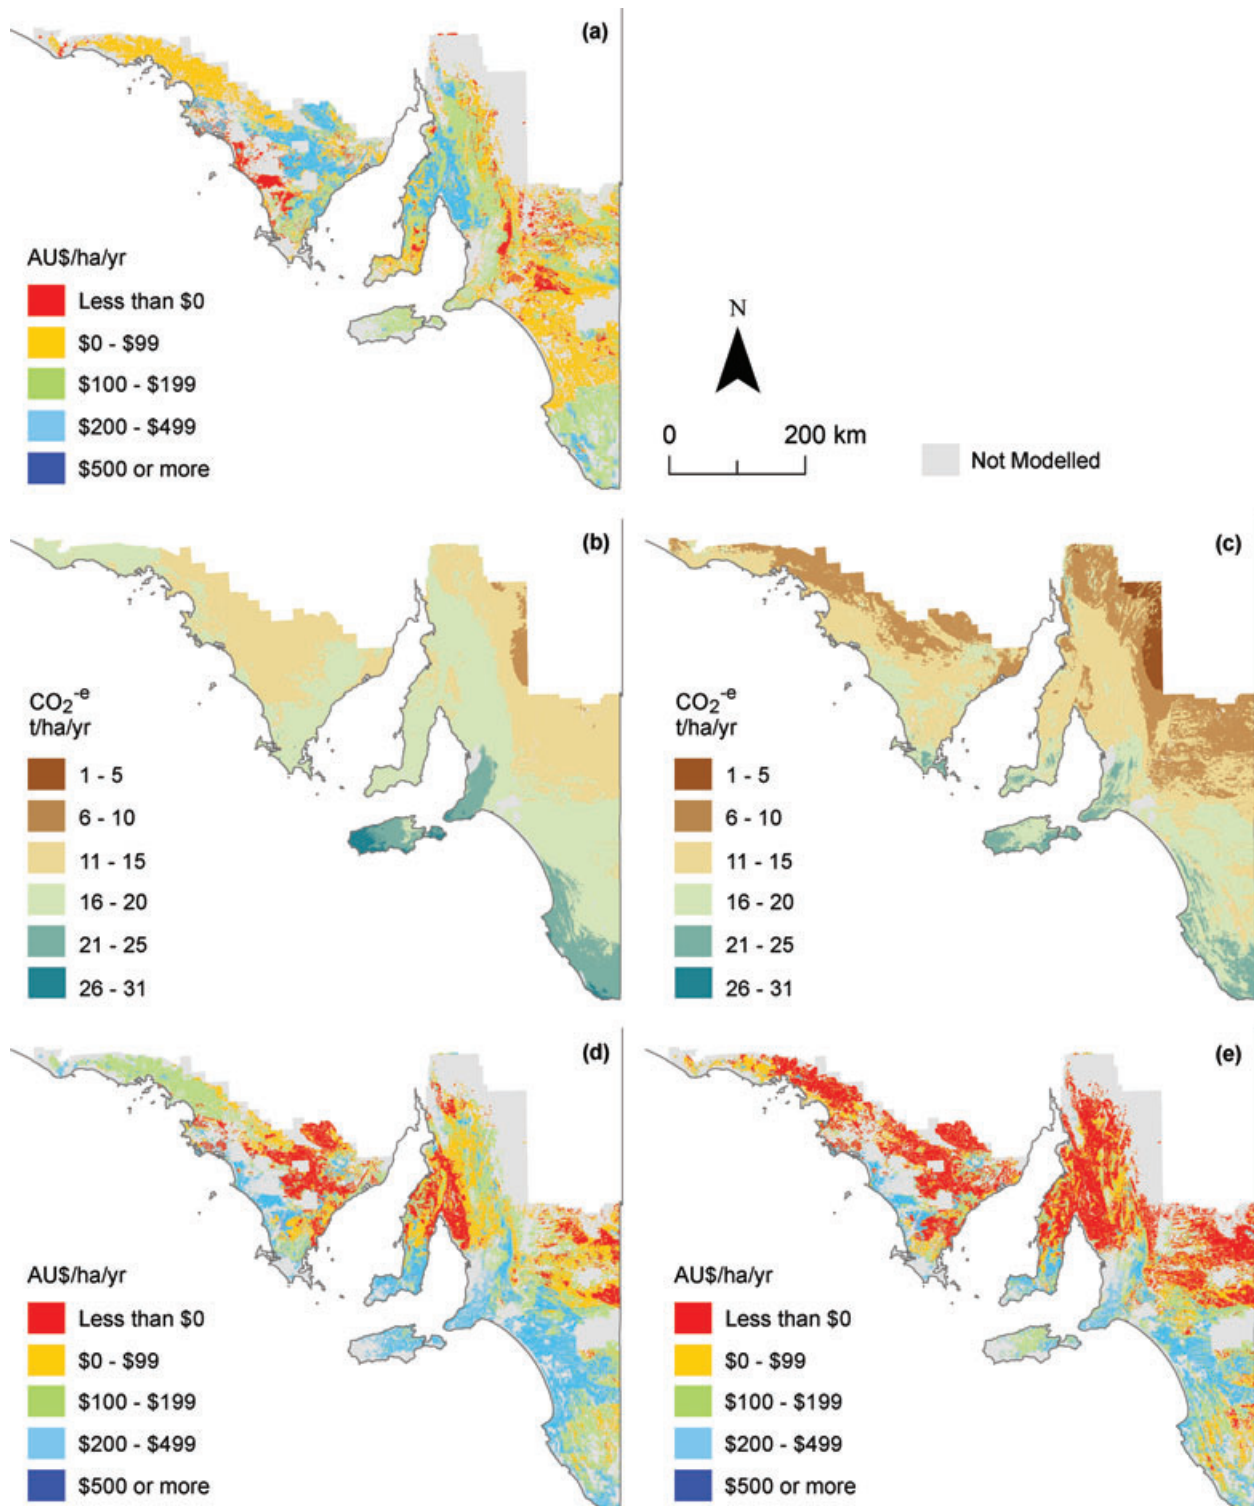 (a)
AU$/ha/yr
Less than $0
$0 - $99
$100 - $199
$200 - $499
$500 or more
N
0 200 km
Not Modelled
(b)
CO₂⁻ᵉ
t/ha/yr
1 - 5
6 - 10
11 - 15
16 - 20
21 - 25
26 - 31
(c)
CO₂⁻ᵉ
t/ha/yr
1 - 5
6 - 10
11 - 15
16 - 20
21 - 25
26 - 31
(d)
AU$/ha/yr
Less than $0
$0 - $99
$100 - $199
$200 - $499
$500 or more
(e)
AU$/ha/yr
Less than $0
$0 - $99
$100 - $199
$200 - $499
$500 or more